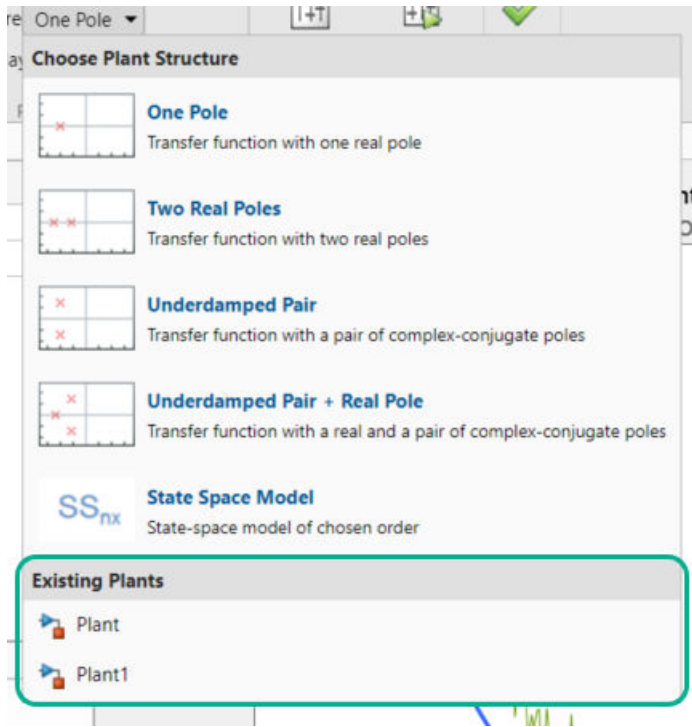 re One Pole
Choose Plant Structure
One Pole
Transfer function with one real pole
Two Real Poles
Transfer function with two real poles
Underdamped Pair
Transfer function with a pair of complex-conjugate poles
Underdamped Pair + Real Pole
Transfer function with a real and a pair of complex-conjugate poles
SSnx
State Space Model
State-space model of chosen order
Existing Plants
Plant
Plant1